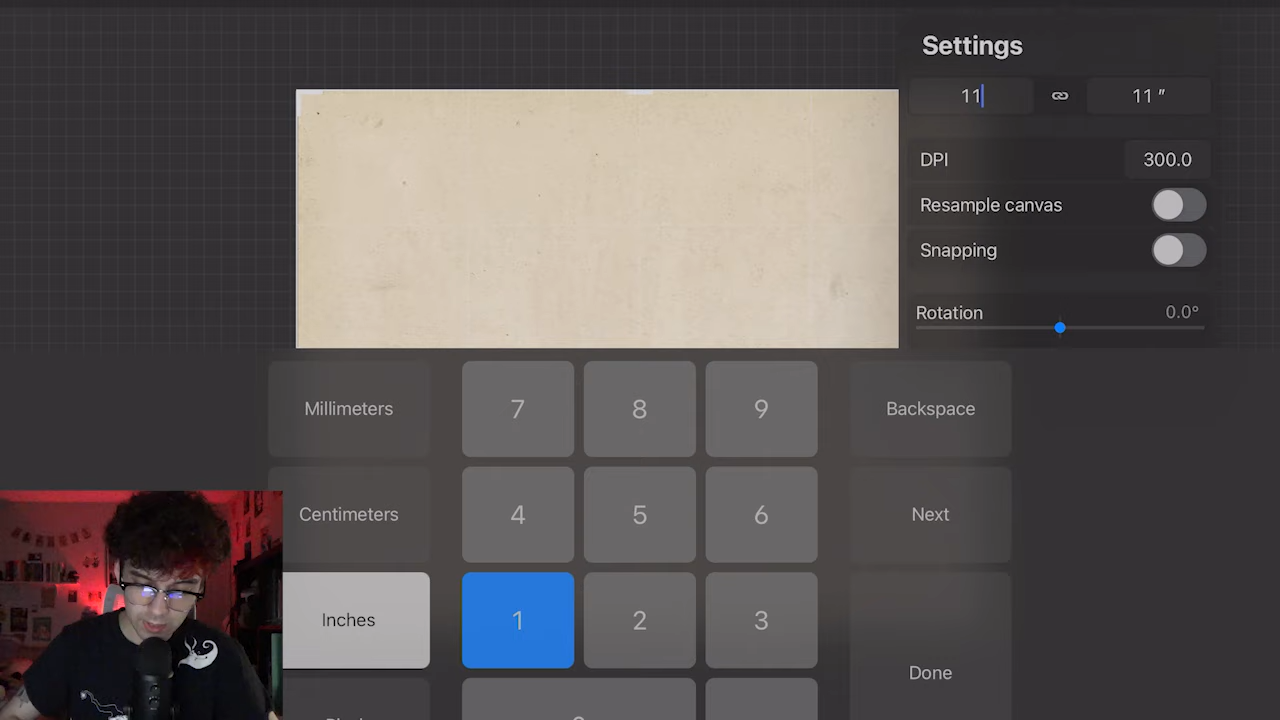 Settings
11 11 "
DPI 300.0
Resample canvas
Snapping
Rotation 0.0°
Millimeters 7 8 9 Backspace
Centimeters 4 5 6 Next
Inches 1 2 3
Done